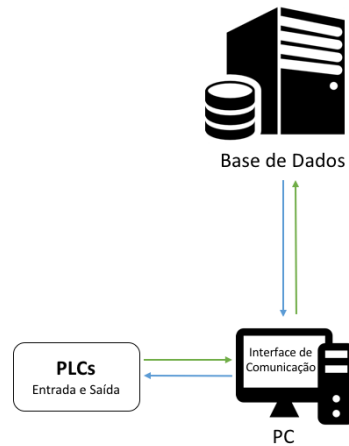 Base de Dados
PLCs
Entrada e Saída
Interface de
Comunicação
PC